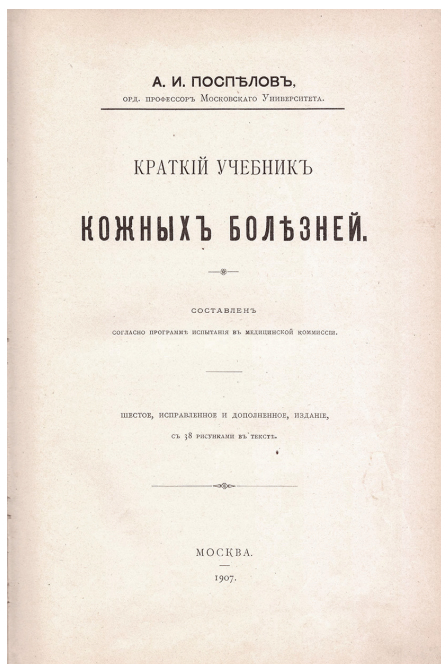 А. И. ПОСПѢЛОВЪ,
ОРД. ПРОФЕССОРЪ МОСКОВСКАГО УНИВЕРСИТЕТА.
КРАТКІЙ УЧЕБНИКЪ
КОЖНЫХЪ БОЛѢЗНЕЙ.
СОСТАВЛЕНЪ
СОГЛАСНО ПРОГРАММѢ ИСПЫТАНІЯ ВЪ МЕДИЦИНСКОЙ КОММИССІИ.
ШЕСТОЕ, ИСПРАВЛЕННОЕ И ДОПОЛНЕННОЕ, ИЗДАНІЕ,
СЪ 38 РИСУНКАМИ ВЪ ТЕКСТѢ.
МОСКВА.
1907.